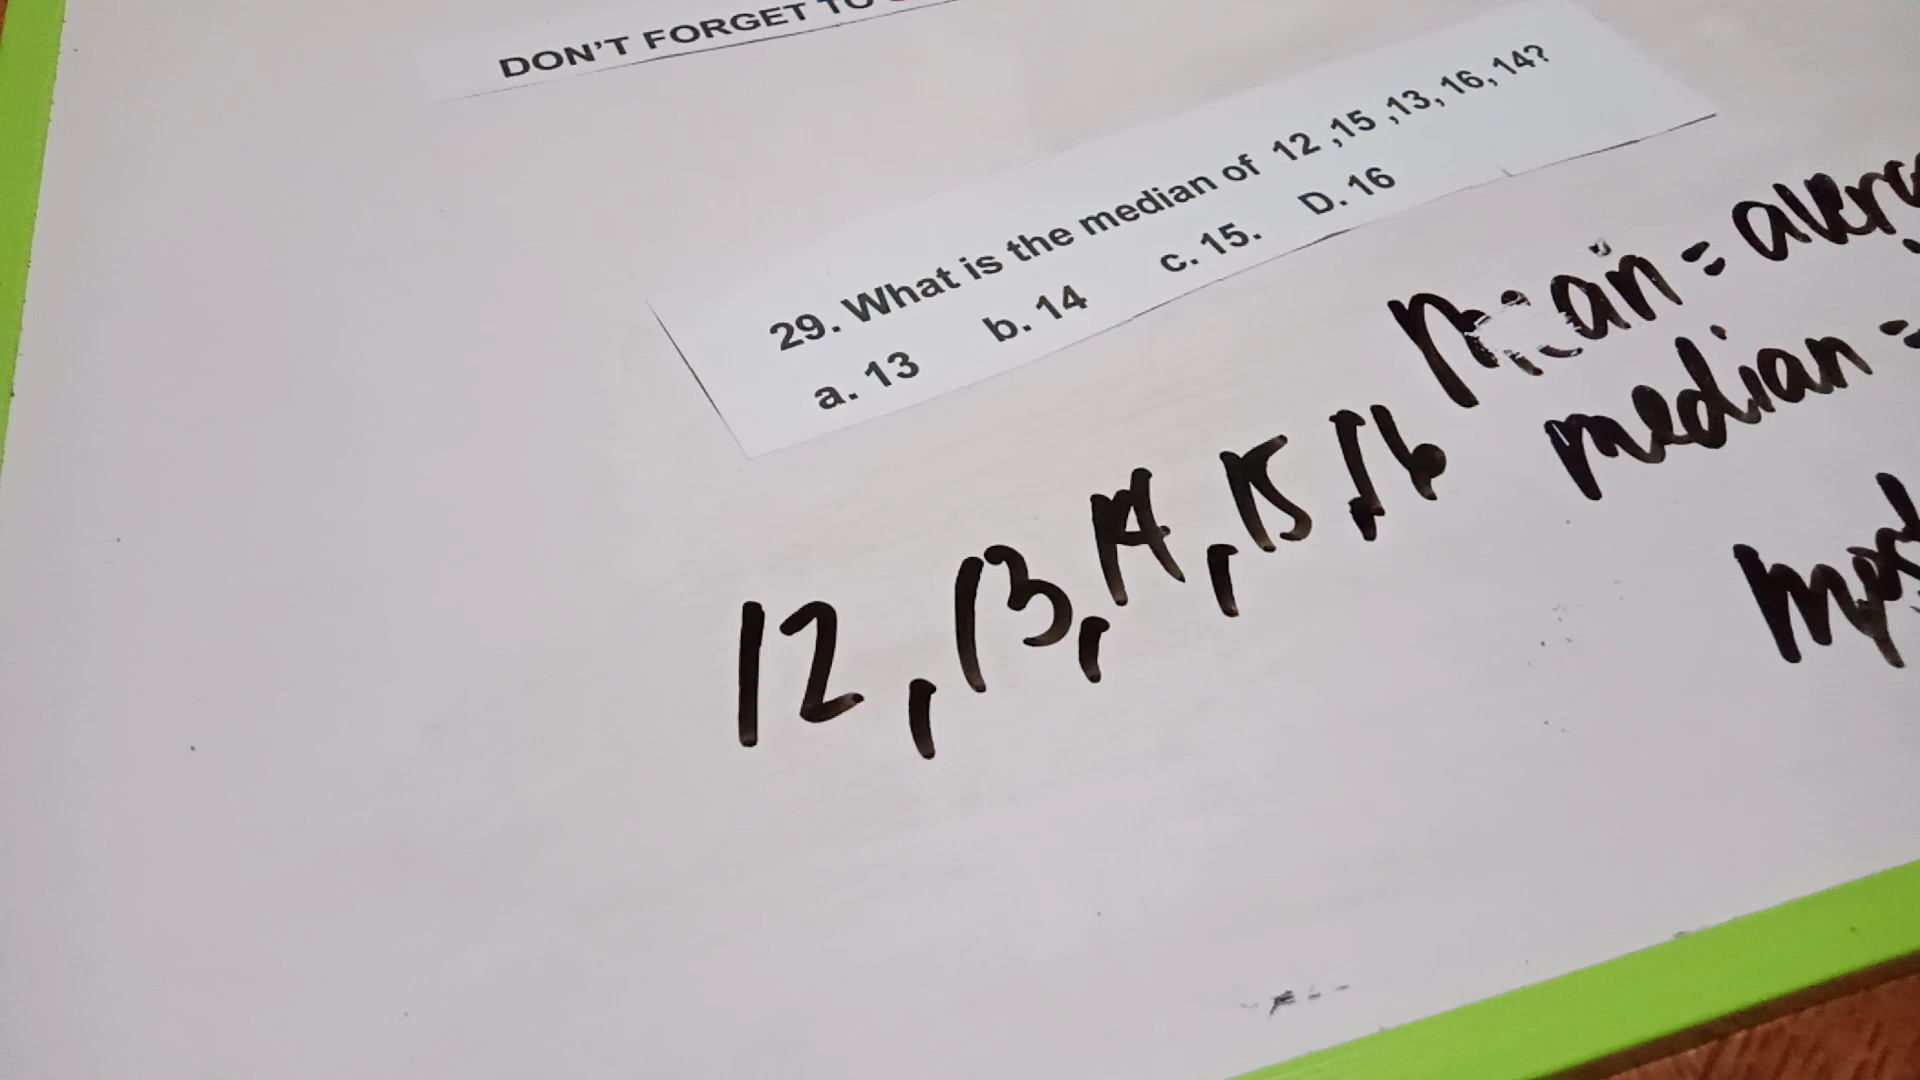 DON'T FORGET TO
29. What is the median of 12 ,15 ,13, 16, 14?
a. 13 b. 14 c. 15. D. 16
mean =
median =
12, 13, 14, 15, 16